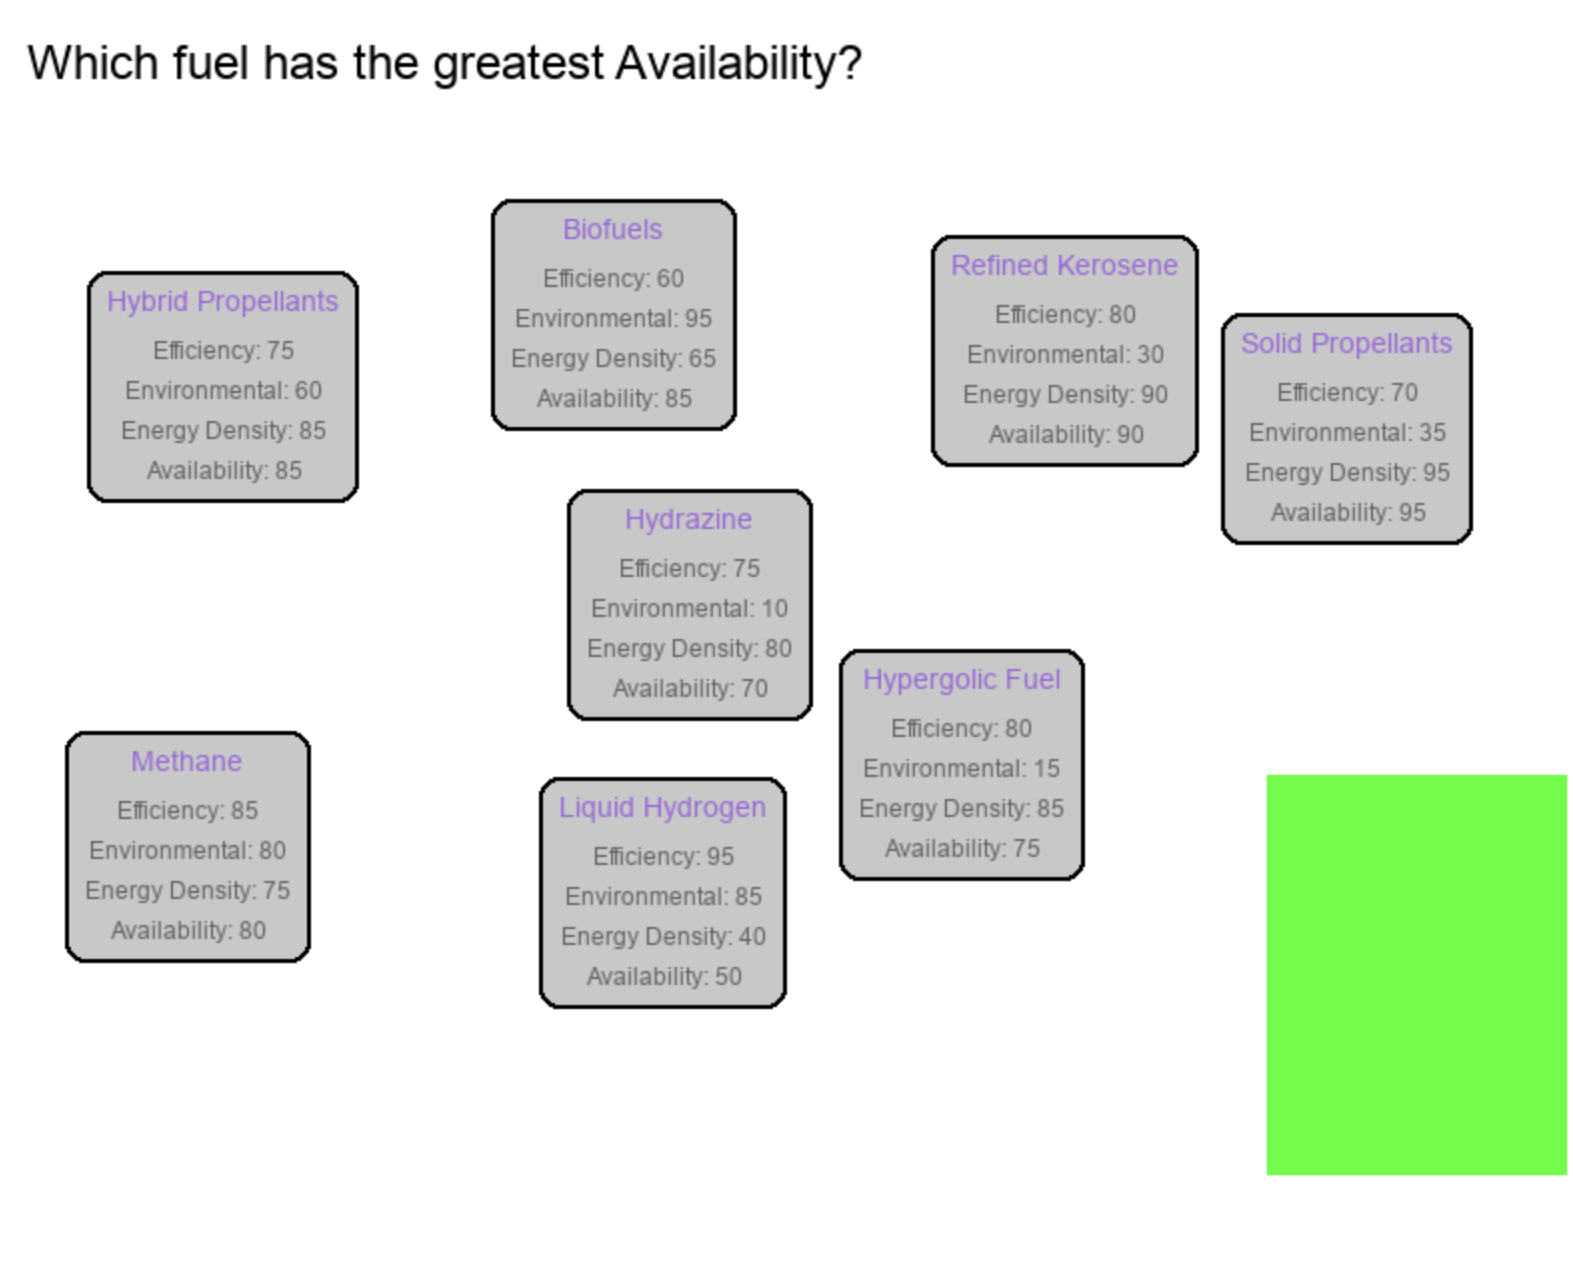 Which fuel has the greatest Availability?
Hybrid Propellants
Efficiency: 75
Environmental: 60
Energy Density: 85
Availability: 85
Biofuels
Efficiency: 60
Environmental: 95
Energy Density: 65
Availability: 85
Refined Kerosene
Efficiency: 80
Environmental: 30
Energy Density: 90
Availability: 90
Solid Propellants
Efficiency: 70
Environmental: 35
Energy Density: 95
Availability: 95
Hydrazine
Efficiency: 75
Environmental: 10
Energy Density: 80
Availability: 70
Hypergolic Fuel
Efficiency: 80
Environmental: 15
Energy Density: 85
Availability: 75
Methane
Efficiency: 85
Environmental: 80
Energy Density: 75
Availability: 80
Liquid Hydrogen
Efficiency: 95
Environmental: 85
Energy Density: 40
Availability: 50